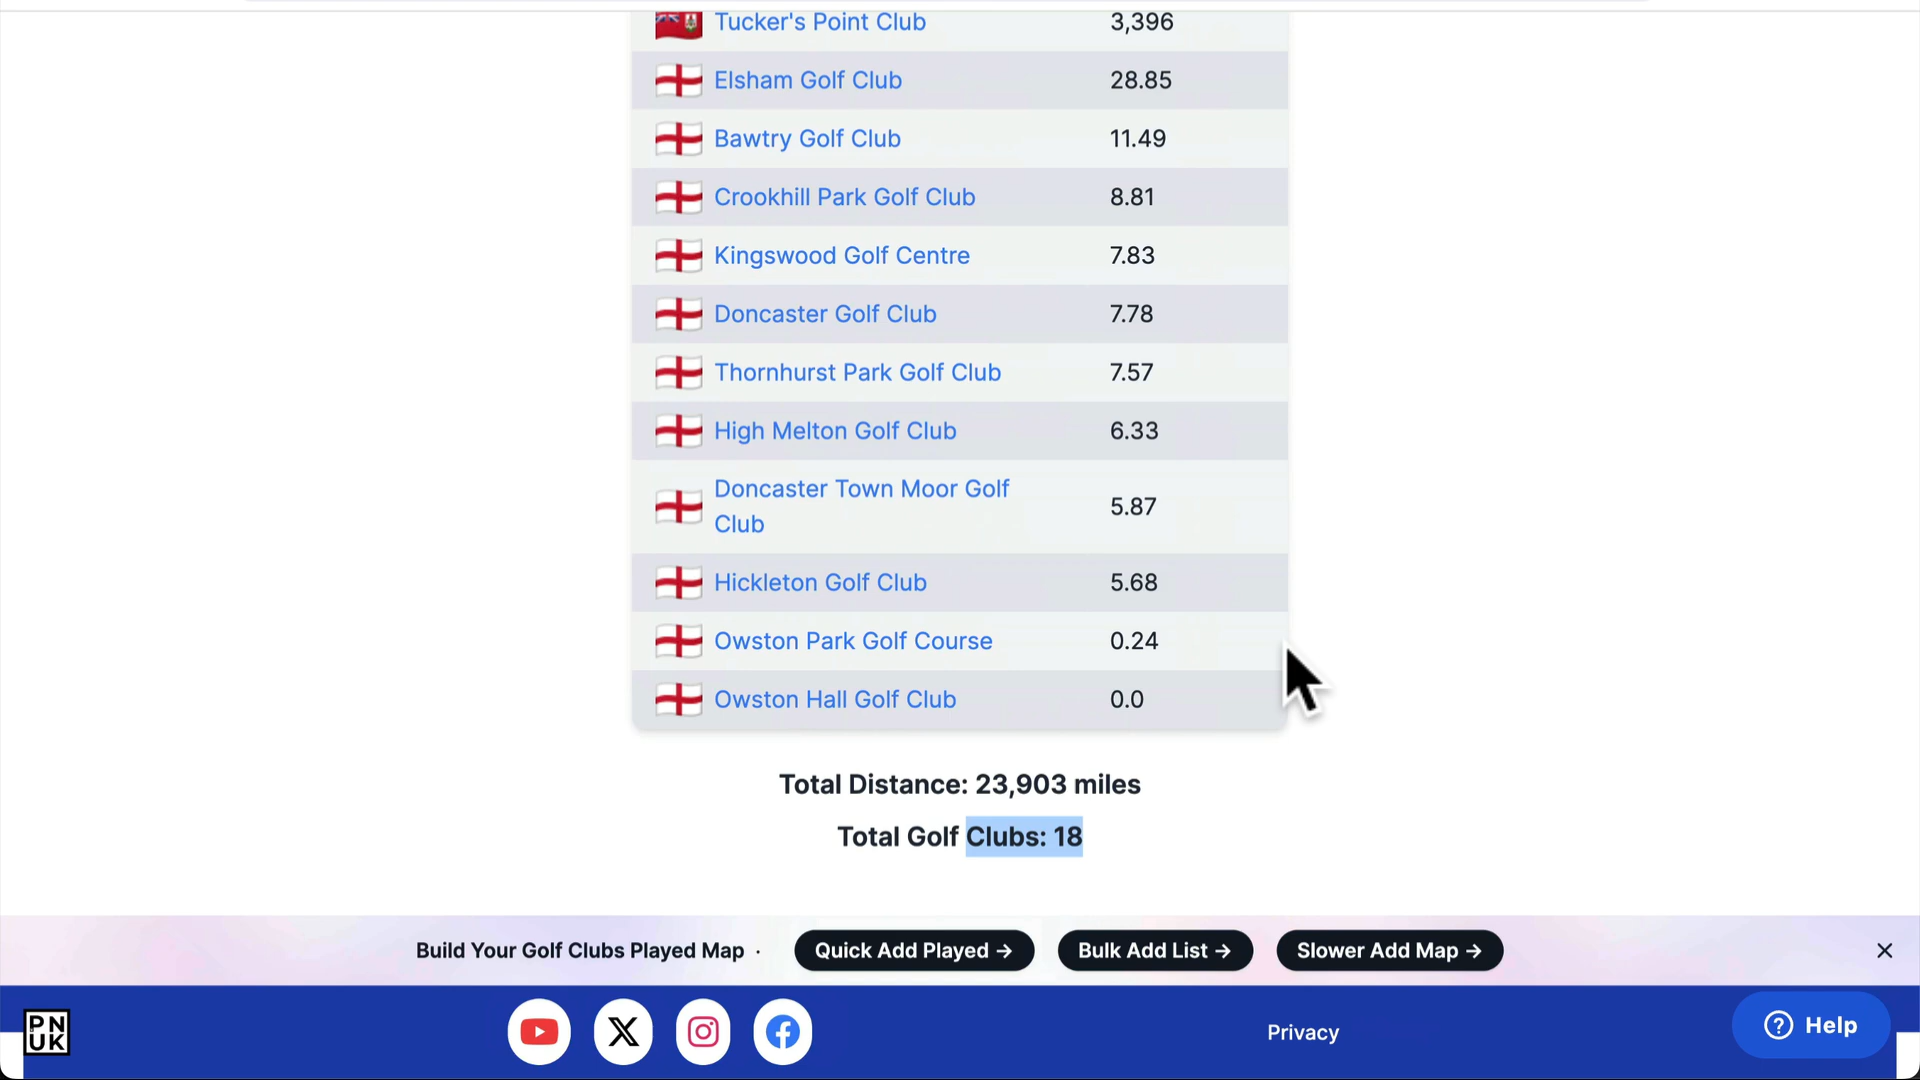 Tucker's Point Club 3,396
Elsham Golf Club 28.85
Bawtry Golf Club 11.49
Crookhill Park Golf Club 8.81
Kingswood Golf Centre 7.83
Doncaster Golf Club 7.78
Thornhurst Park Golf Club 7.57
High Melton Golf Club 6.33
Doncaster Town Moor Golf
Club
5.87
Hickleton Golf Club 5.68
Owston Park Golf Course 0.24
Owston Hall Golf Club 0.0
Total Distance: 23,903 miles
Total Golf Clubs: 18
Build Your Golf Clubs Played Map · Quick Add Played → Bulk Add List → Slower Add Map → ×
PN
UK
Privacy
? Help